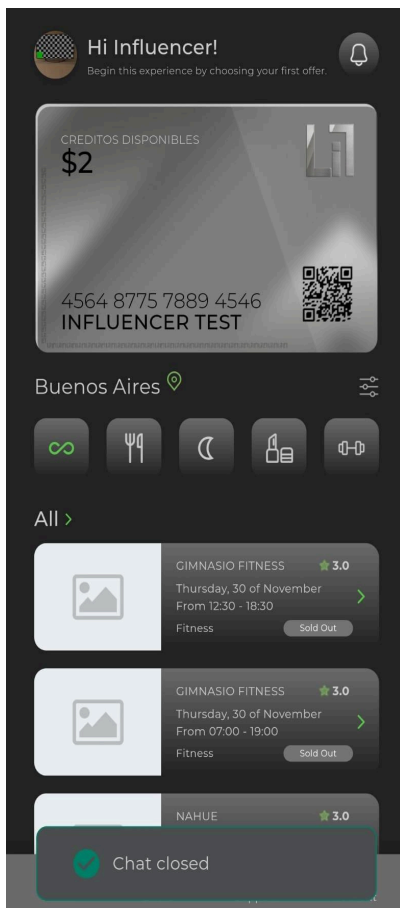 Hi Influencer!
Begin this experience by choosing your first offer.
CREDITOS DISPONIBLES
$2
4564 8775 7889 4546
INFLUENCER TEST
Buenos Aires
All >
GIMNASIO FITNESS 3.0
Thursday, 30 of November
From 12:30 - 18:30
Fitness Sold Out
GIMNASIO FITNESS 3.0
Thursday, 30 of November
From 07:00 - 19:00
Fitness Sold Out
NAHUE 3.0
Chat closed